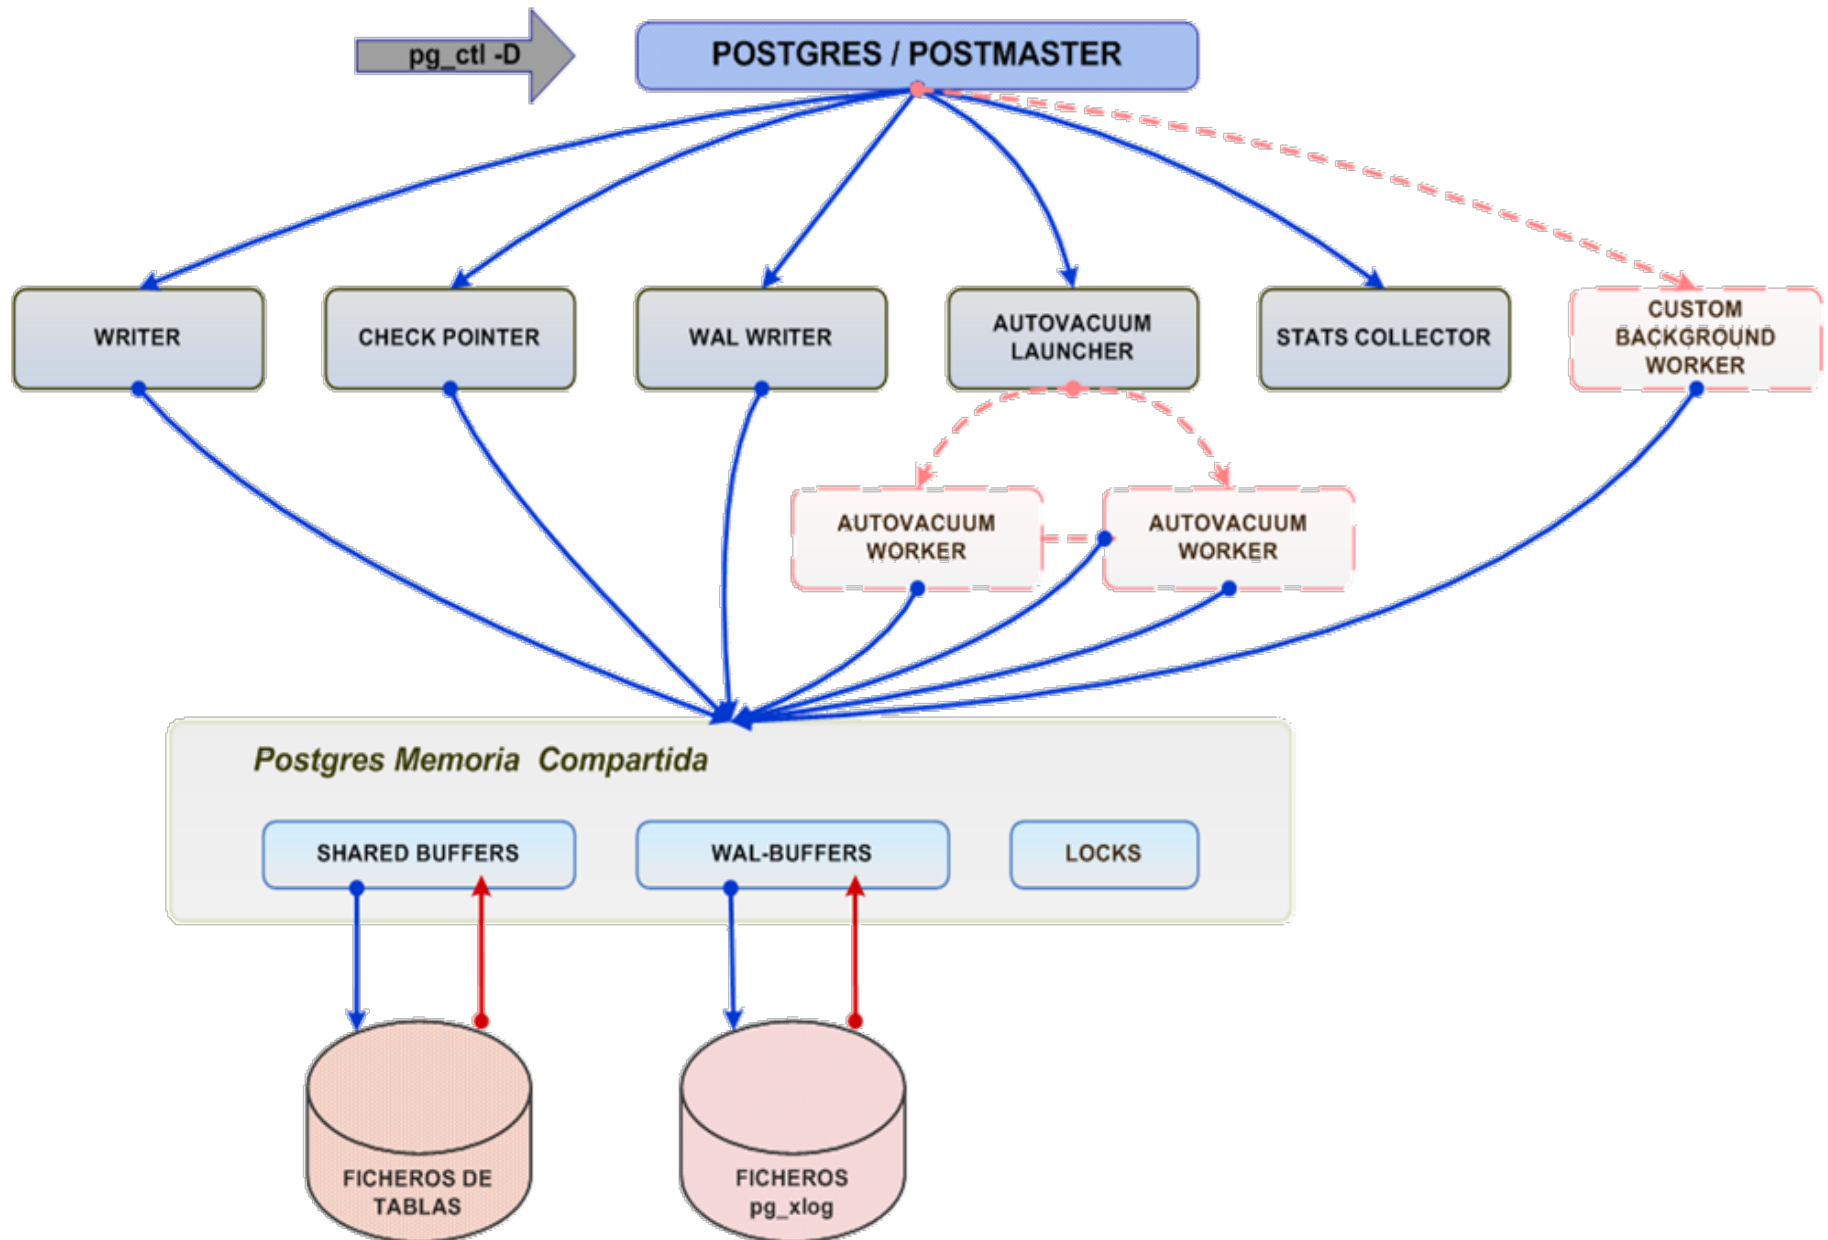 pg_ctl -D
POSTGRES / POSTMASTER
WRITER
CHECK POINTER
WAL WRITER
AUTOVACUUM
LAUNCHER
STATS COLLECTOR
CUSTOM
BACKGROUND
WORKER
AUTOVACUUM
WORKER
AUTOVACUUM
WORKER
Postgres Memoria Compartida
SHARED BUFFERS
WAL-BUFFERS
LOCKS
FICHEROS DE
TABLAS
FICHEROS
pg_xlog